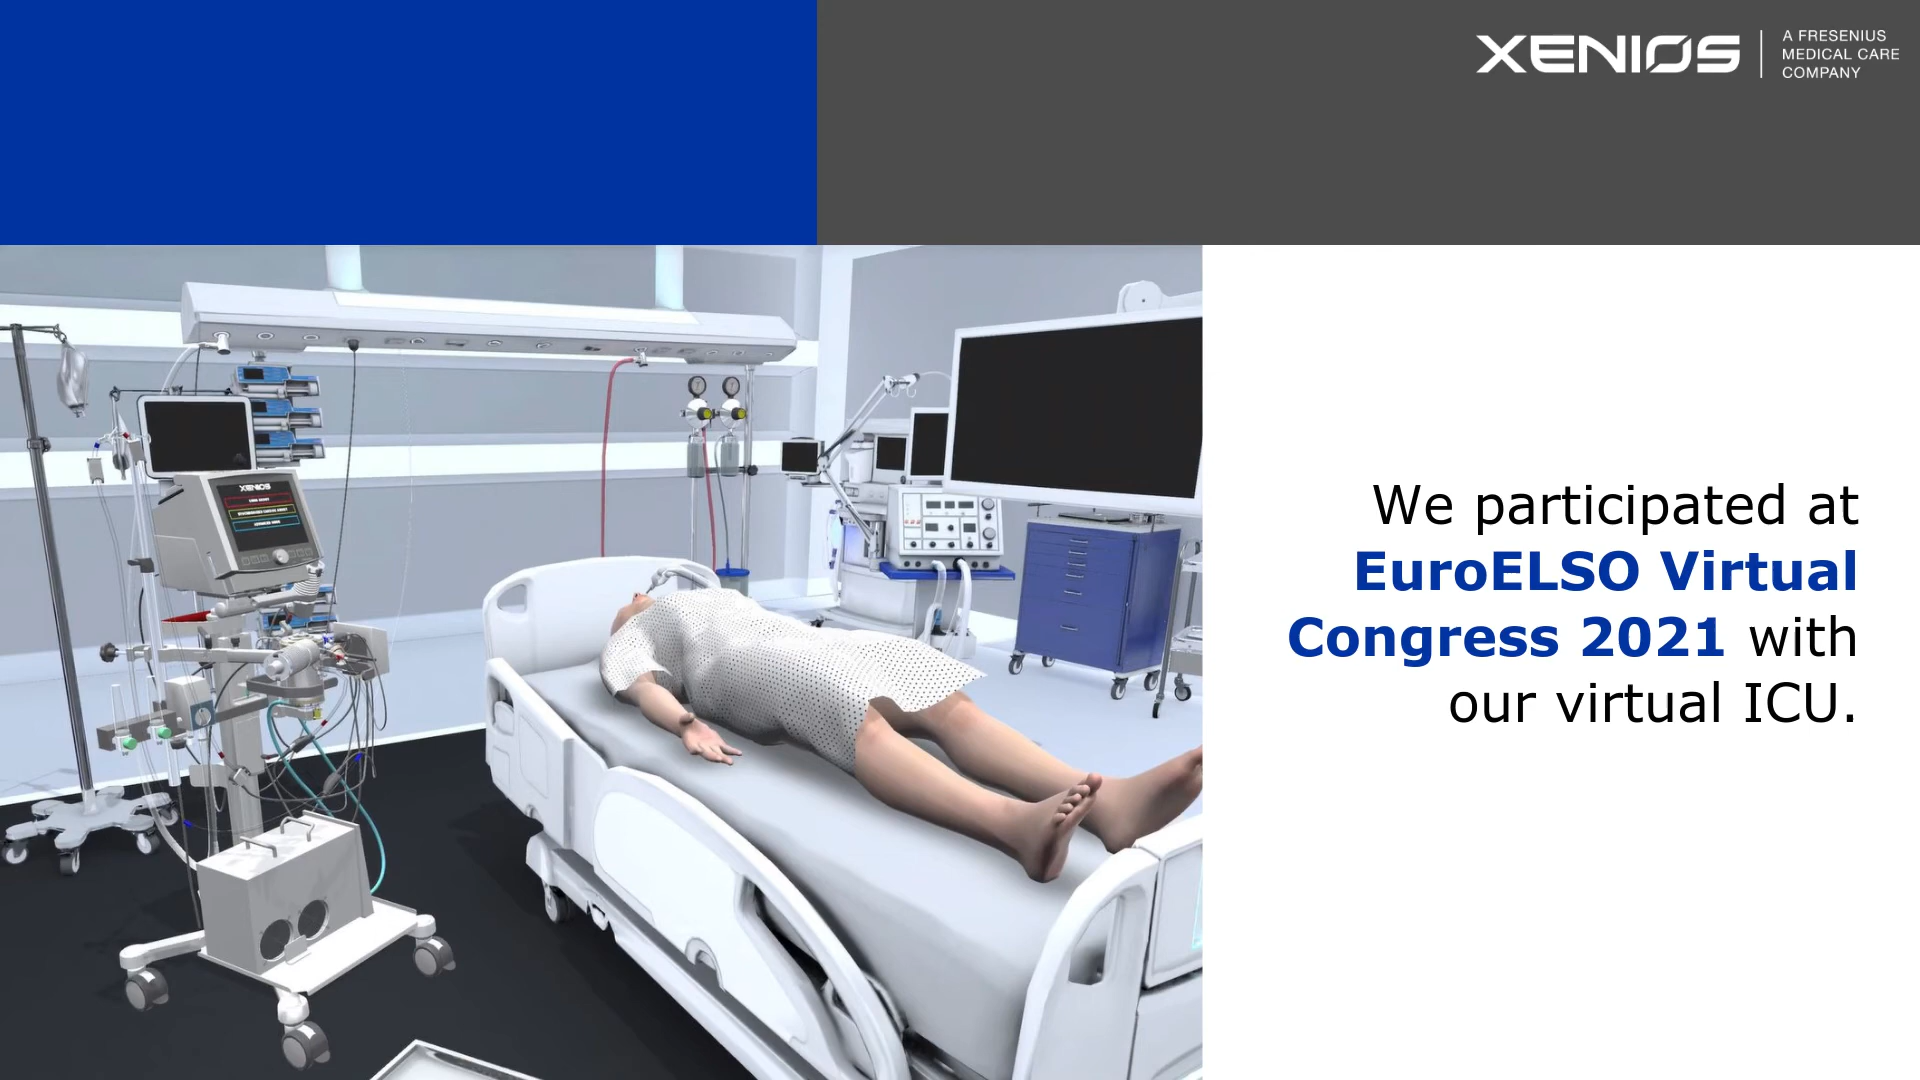 XENIOS
A FRESENIUS
MEDICAL CARE
COMPANY
XENIOS
We participated at
EuroELSO Virtual
Congress 2021 with
our virtual ICU.